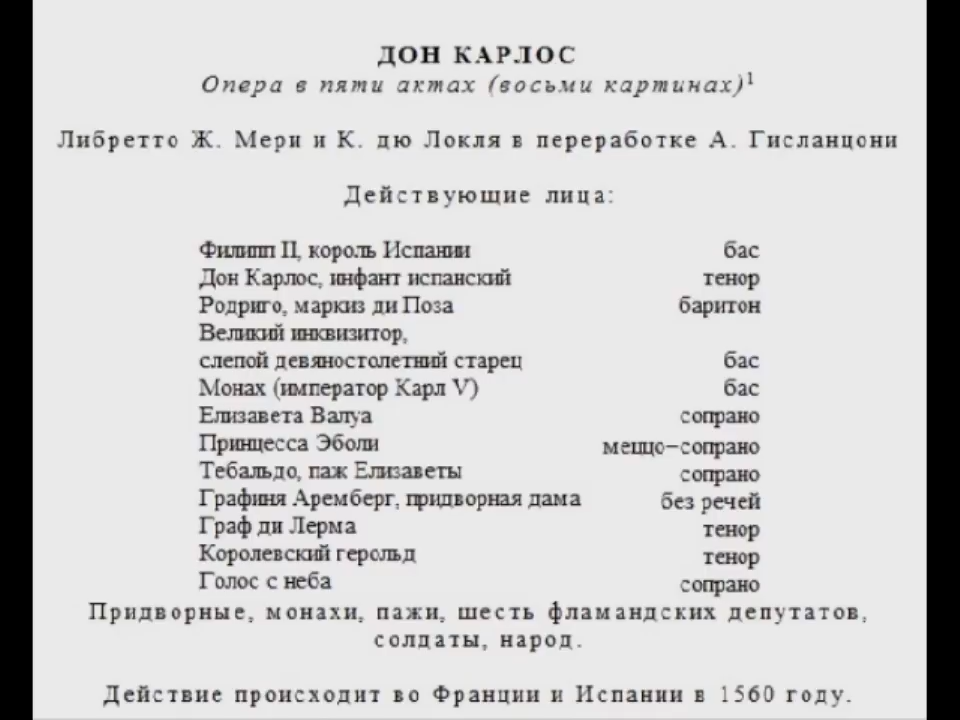 ДОН КАРЛОС
Опера в пяти актах (восьми картинах)1
Либретто Ж. Мери и К. дю Локля в переработке А. Гисланцони
Действующие лица:
Филипп II, король Испании бас
Дон Карлос, инфант испанский тенор
Родриго, маркиз ди Поза баритон
Великий инквизитор,
слепой девяностолетний старец бас
Монах (император Карл V) бас
Елизавета Валуа сопрано
Принцесса Эболи меццо–сопрано
Тебальдо, паж Елизаветы сопрано
Графиня Аремберг, придворная дама без речей
Граф ди Лерма тенор
Королевский герольд тенор
Голос с неба сопрано
Придворные, монахи, пажи, шесть фламандских депутатов,
солдаты, народ.
Действие происходит во Франции и Испании в 1560 году.